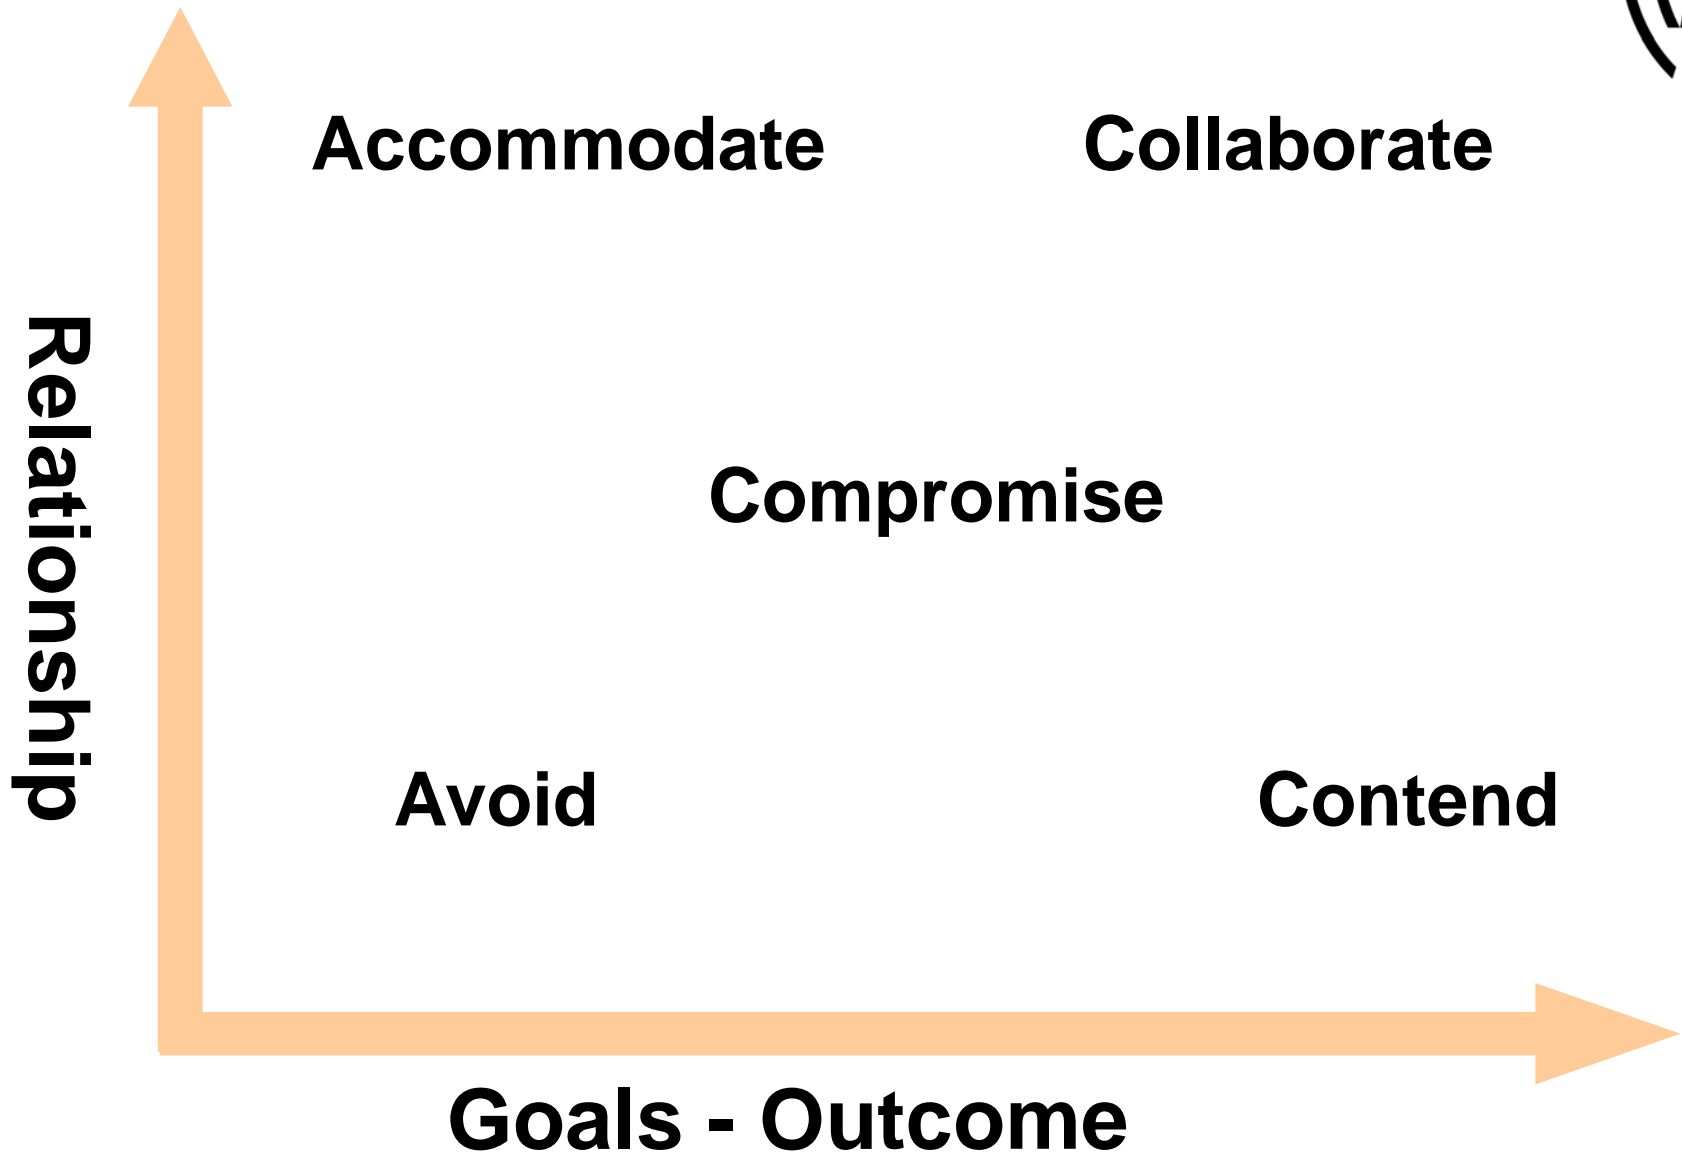 Accommodate
Collaborate
Relationship
Compromise
Avoid
Contend
Goals - Outcome